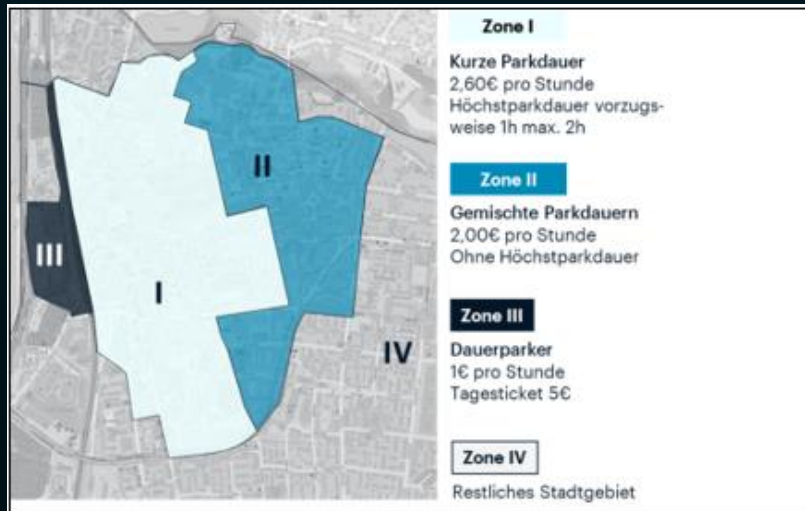 Zone I
Kurze Parkdauer
2,60€ pro Stunde
Höchstparkdauer vorzugs-
weise 1h max. 2h
Zone II
Gemischte Parkdauern
2,00€ pro Stunde
Ohne Höchstparkdauer
Zone III
Dauerparker
1€ pro Stunde
Tagesticket 5€
Zone IV
Restliches Stadtgebiet
II
III
I
IV